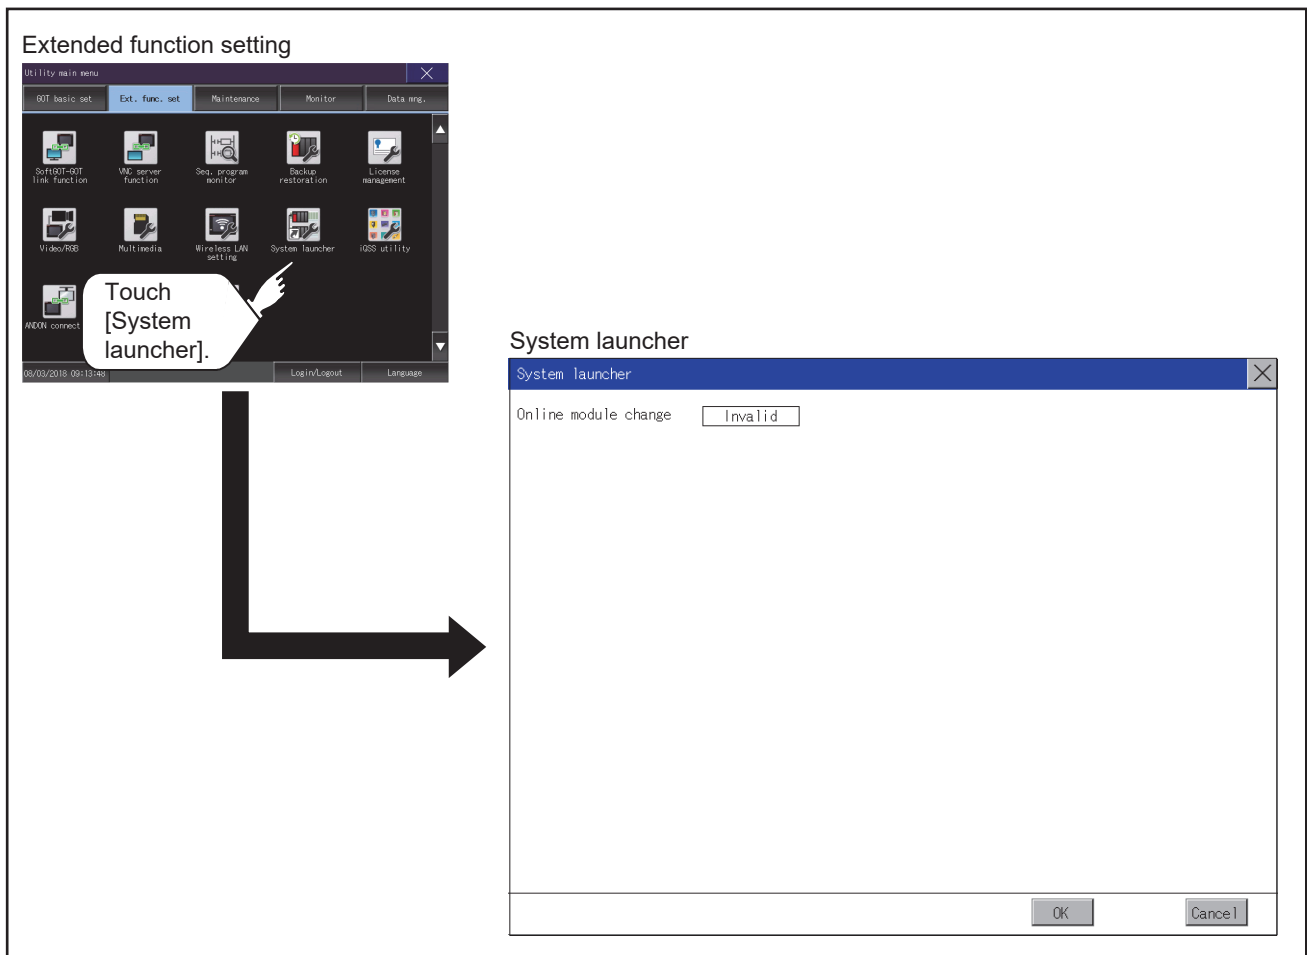 Extended function setting
Utility main menu
GOT basic set Ext. func. set Maintenance Monitor Data mng.
SoftGOT-GOT link function
VNC server function
Seq. program monitor
Backup restoration
License management
Video/RGB
Multimedia
Wireless LAN setting
System launcher
iQSS utility
ANDON connect
Touch
[System
launcher].
08/03/2018 09:13:48 Login/Logout Language
System launcher
System launcher
Online module change Invalid
OK Cancel